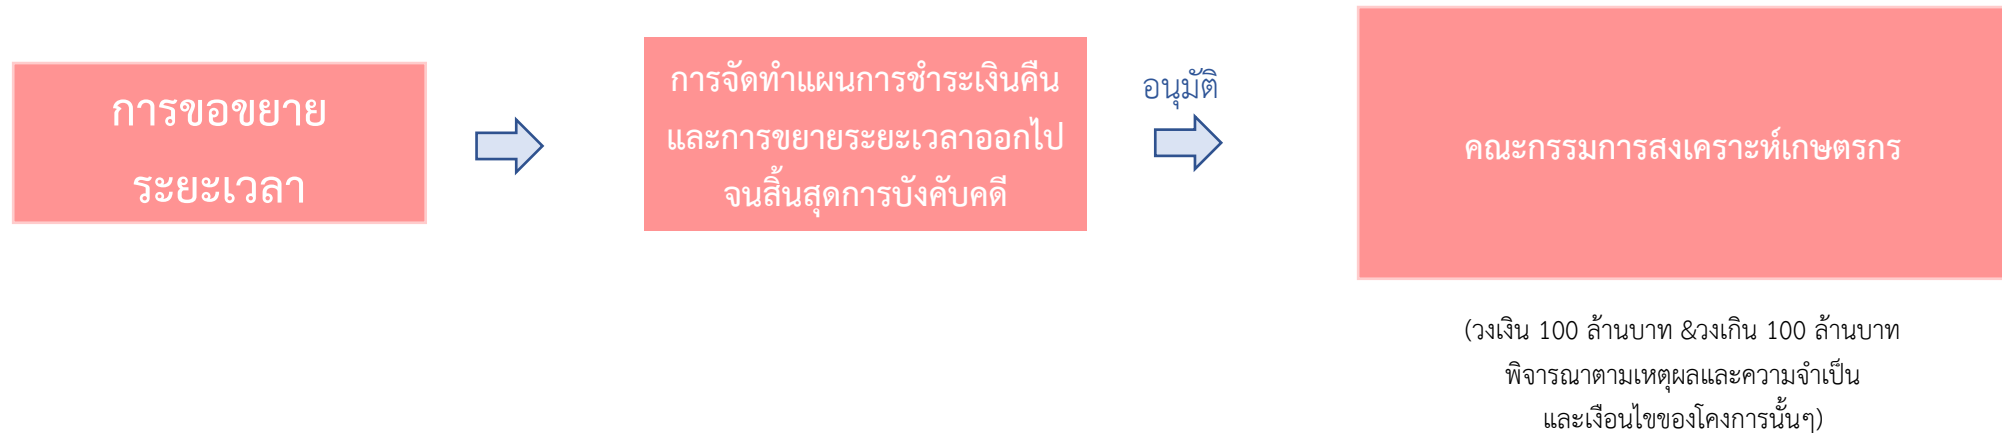 การขอขยาย
ระยะเวลา
การจัดทำแผนการชำระเงินคืน
และการขยายระยะเวลาออกไป
จนสิ้นสุดการบังคับคดี
อนุมัติ
คณะกรรมการสงเคราะห์เกษตรกร
(วงเงิน 100 ล้านบาท &วงเกิน 100 ล้านบาท
พิจารณาตามเหตุผลและความจำเป็น
และเงือนไขของโคงการนั้นๆ)